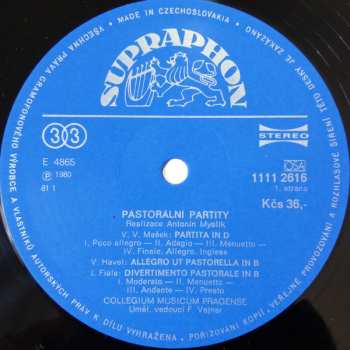 MADE IN CZECHOSLOVAKIA
VŠECHNA PRÁVA GRAMOFONOVÉHO VÝROBCE A VLASTNÍKŮ AUTORSKÝCH PRÁV K DÍLU VYHRAŽENA. POŘIZOVÁNÍ KOPIÍ, VEŘEJNÉ PROVOZOVÁNÍ A ROZHLASOVÉ ŠÍŘENÍ TÉTO DESKY JE ZAKÁZÁNO
SUPRAPHON
33
STEREO
E 4865
℗ 1980
81 1
OSA
1111 2616
1. strana
Kčs 36,-
PASTORÁLNÍ PARTITY
Realizace Antonín Myslík
V. V. Mašek: PARTITA IN D
I. Poco allegro — II. Adagio — III. Menuetto —
IV. Finale. Allegro. Inglese
V. Havel: ALLEGRO UT PASTORELLA IN B
J. Fiala: DIVERTIMENTO PASTORALE IN B
I. Moderato — II. Menuetto —
III. Andante — IV. Presto
COLLEGIUM MUSICUM PRAGENSE
Uměl. vedoucí F. Vajnar